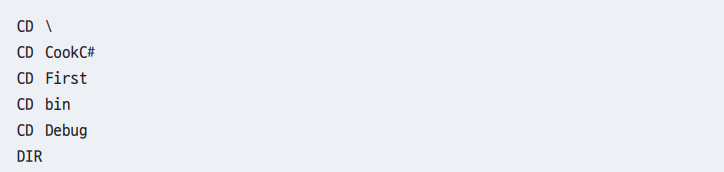 CD \
CD CookC#
CD First
CD bin
CD Debug
DIR